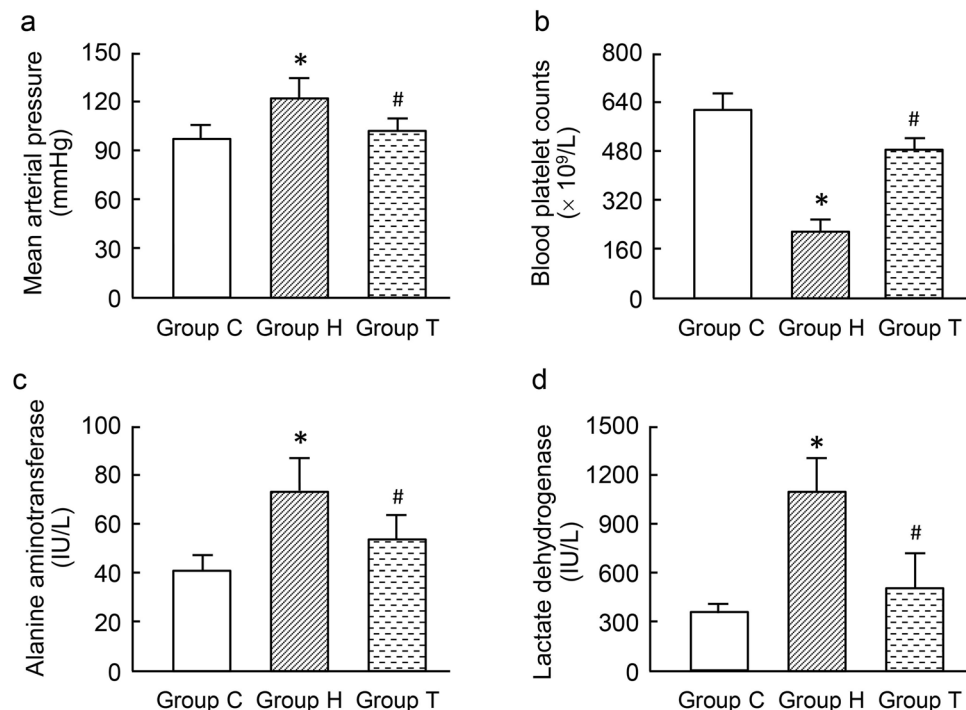 a
Mean arterial pressure
(mmHg)
150
120
90
60
30
0
*
#
Group C Group H Group T
b
Blood platelet counts
(× 10⁹/L)
800
640
480
320
160
0
*
#
Group C Group H Group T
c
Alanine aminotransferase
(IU/L)
100
80
60
40
20
0
*
#
Group C Group H Group T
d
Lactate dehydrogenase
(IU/L)
1500
1200
900
600
300
0
*
#
Group C Group H Group T